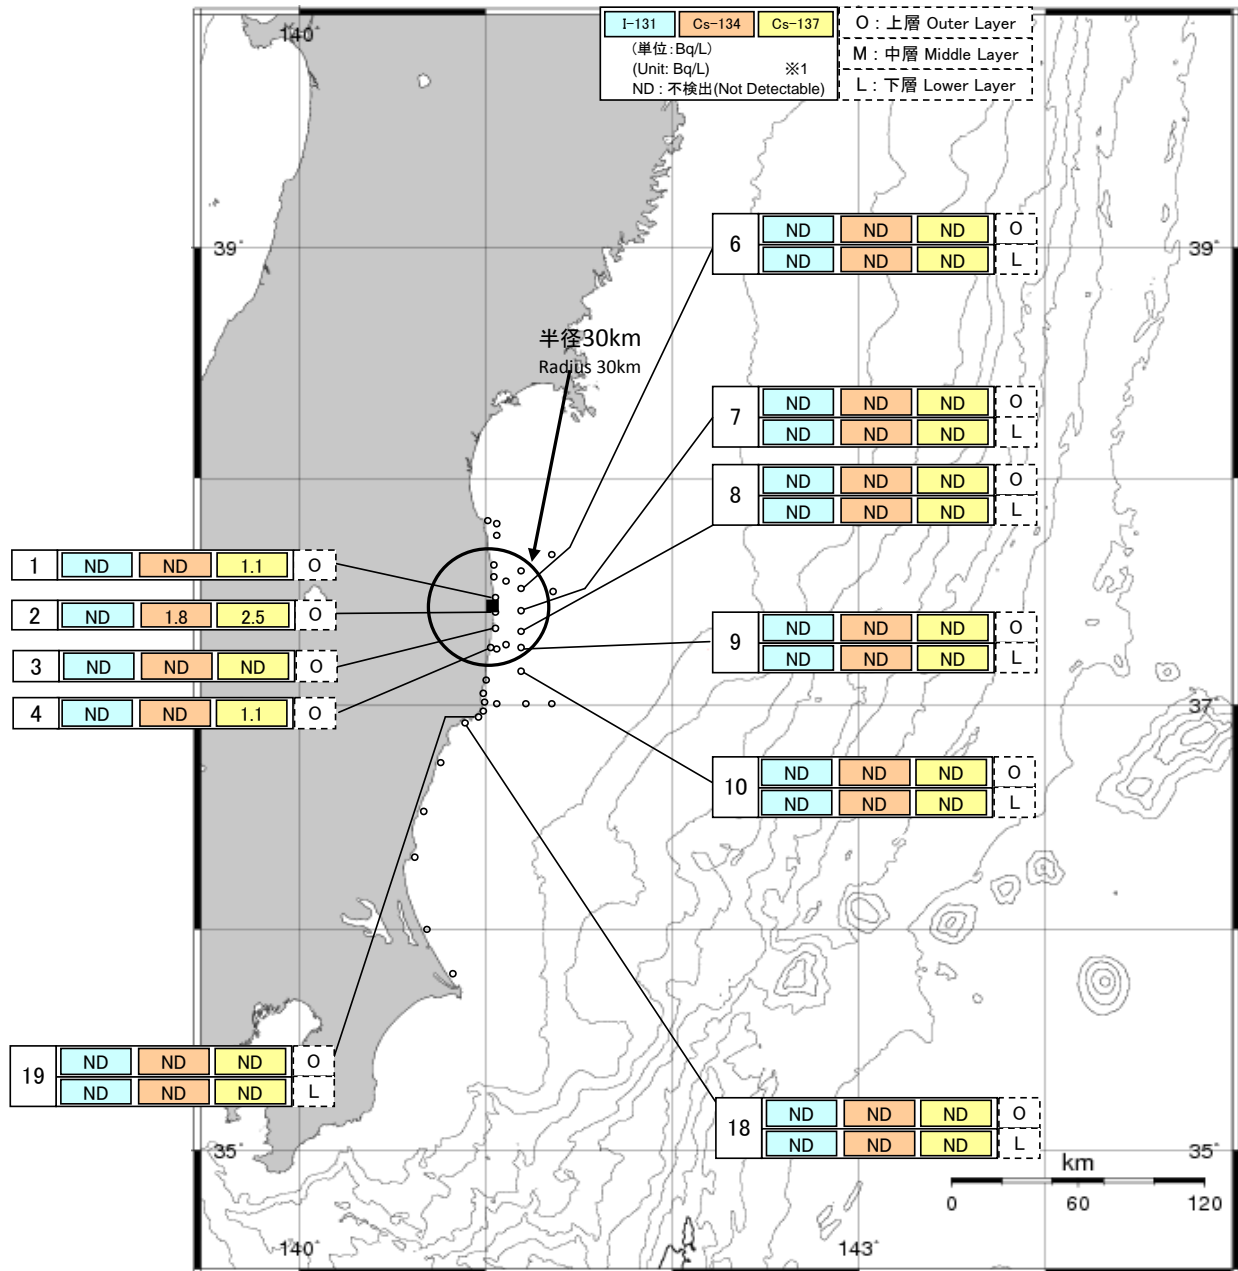 140°
I-131 Cs-134 Cs-137
(単位:Bq/L)
(Unit: Bq/L) ※1
ND : 不検出(Not Detectable)
O : 上層 Outer Layer
M : 中層 Middle Layer
L : 下層 Lower Layer
6 ND ND ND O
ND ND ND L
39° 39°
半径30km
Radius 30km
7 ND ND ND O
ND ND ND L
8 ND ND ND O
ND ND ND L
1 ND ND 1.1 O
2 ND 1.8 2.5 O
3 ND ND ND O
4 ND ND 1.1 O
9 ND ND ND O
ND ND ND L
37°
10 ND ND ND O
ND ND ND L
19 ND ND ND O
ND ND ND L
18 ND ND ND O
ND ND ND L
35° 35°
km
0 60 120
140° 143°